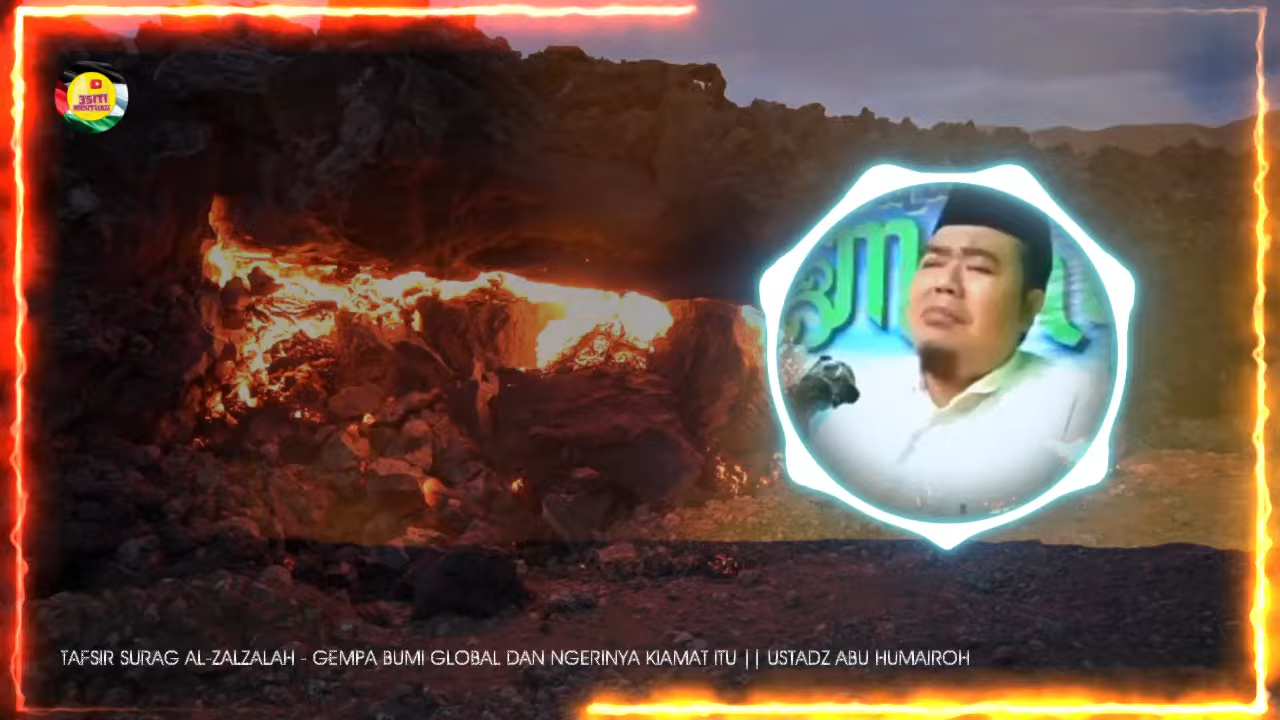 TAFSIR SURAG AL-ZALZALAH - GEMPA BUMI GLOBAL DAN NGERINYA KIAMAT ITU || USTADZ ABU HUMAIROH